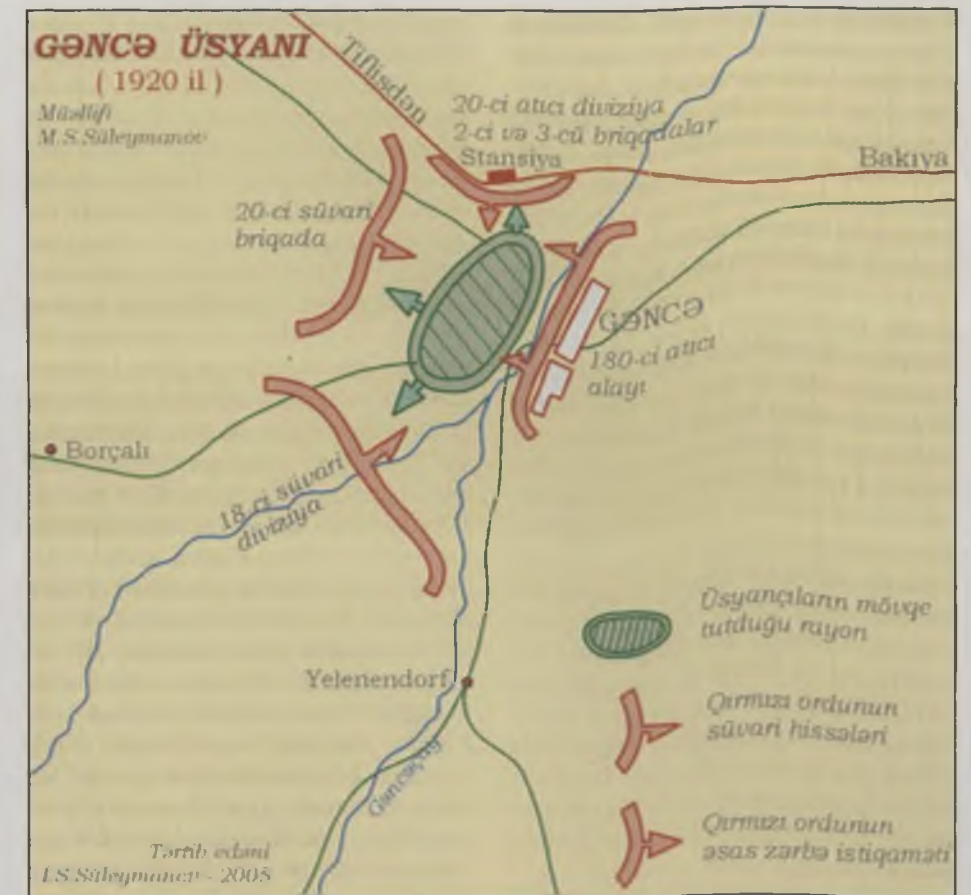 GƏNCƏ ÜSYANI
( 1920 il )
Müəllifi
M.S.Süleymanov
Tiflisdən
20-ci atıcı diviziya
2-ci və 3-cü briqadalar
Stansiya
Bakıya
20-ci süvari
briqada
GƏNCƏ
180-ci atıcı
alayı
Borçalı
18-ci süvari
diviziya
Yelenendorf
Gəncəçay
Üsyançıların mövqe
tutduğu rayon
Qırmızı ordunun
süvari hissələri
Qırmızı ordunun
əsas zərbə istiqaməti
Tərtib edəni
İ.S.Süleymanov - 2005